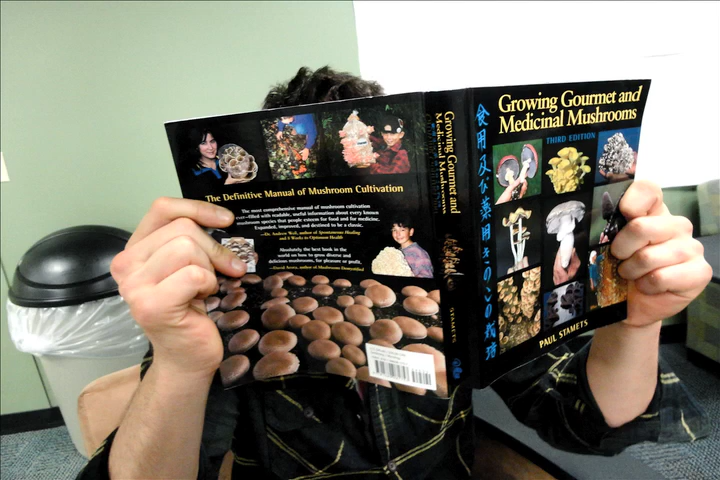 The Definitive Manual of Mushroom Cultivation
The most comprehensive manual of mushroom cultivation
ever—filled with readable, useful information about every known
mushroom species that people esteem for food and for medicine.
Expanded, improved, and destined to be a classic.
—Dr. Andrew Weil, author of Spontaneous Healing
and 8 Weeks to Optimum Health
Absolutely the best book in the
world on how to grow diverse and
delicious mushrooms, for pleasure or profit.
—David Arora, author of Mushrooms Demystified
Growing Gourmet and
Medicinal Mushrooms
STAMETS
食用及び薬用きのこの栽培
Growing Gourmet and
Medicinal Mushrooms
THIRD EDITION
PAUL STAMETS